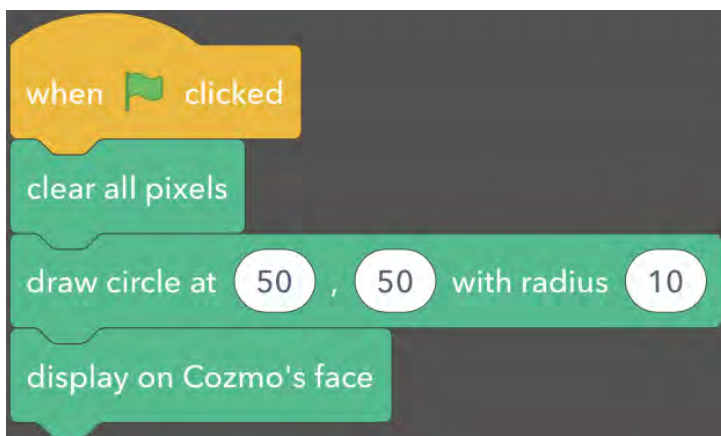 when clicked
clear all pixels
draw circle at 50 , 50 with radius 10
display on Cozmo's face